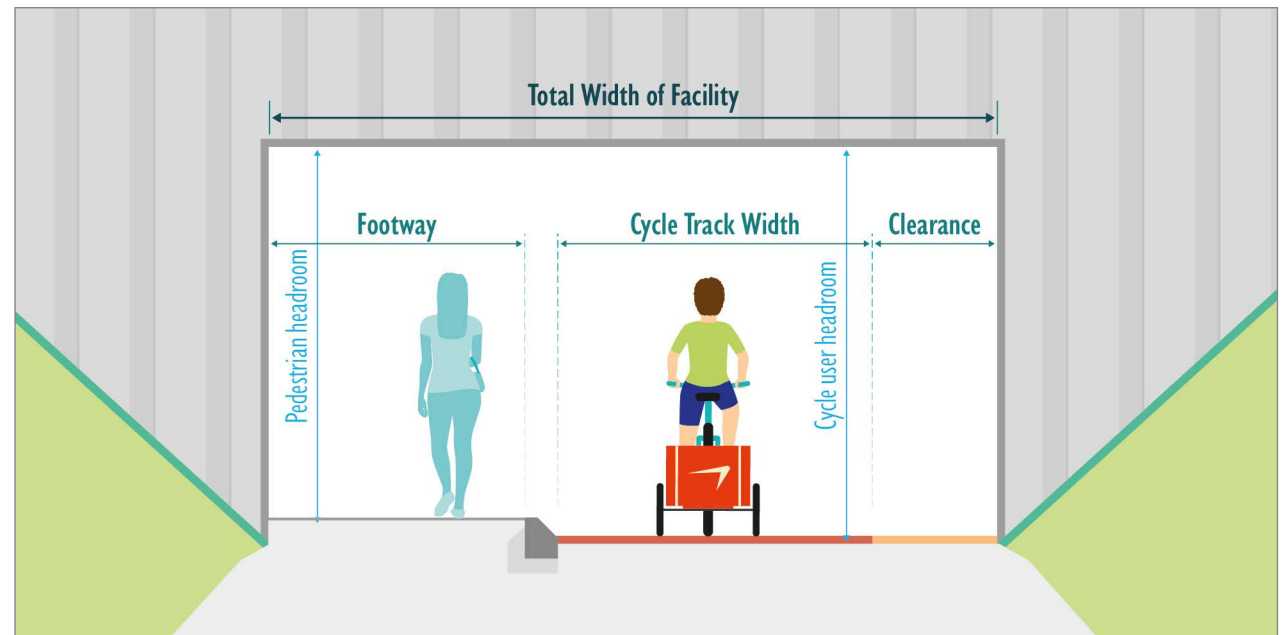 Total Width of Facility
Footway
Cycle Track Width
Clearance
Pedestrian headroom
Cycle user headroom